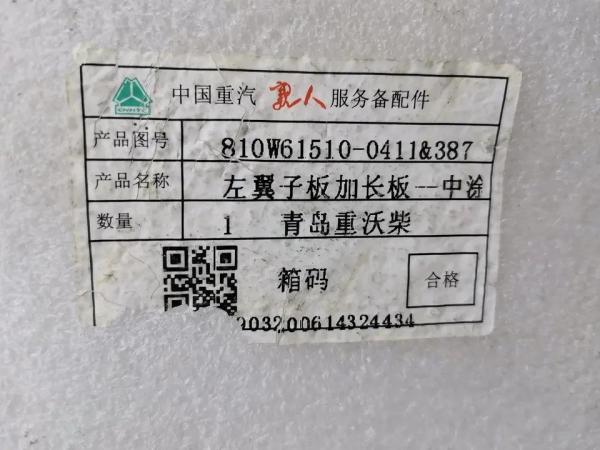 中国重汽 亲人 服务备配件
CNHTC
产品图号 810W61510-0411&387
产品名称 左翼子板加长板--中涂
数量 1 青岛重沃柴
箱码 合格
203200614324434